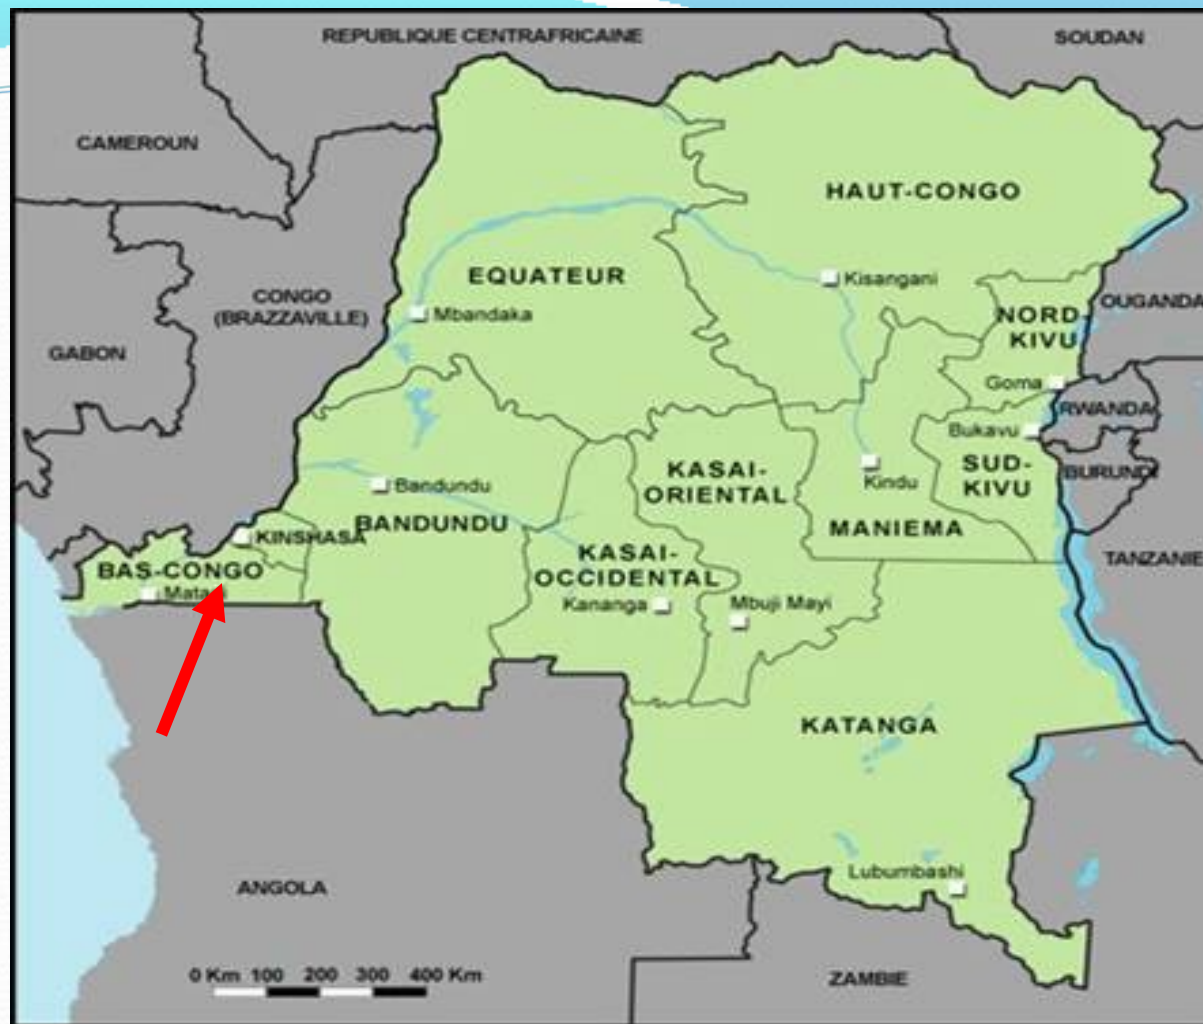 REPUBLIQUE CENTRAFRICAINE
SOUDAN
CAMEROUN
HAUT-CONGO
EQUATEUR
Kisangani
CONGO
(BRAZZAVILLE)
OUGANDA
NORD-
KIVU
Mbandaka
GABON
Goma
RWANDA
Bukavu
KASAI-
ORIENTAL
SUD-
KIVU
BURUNDI
Kindu
Bandundu
BANDUNDU
MANIEMA
KINSHASA
TANZANIE
KASAI-
OCCIDENTAL
BAS-CONGO
Kananga
Mbuji Mayi
KATANGA
Lubumbashi
ANGOLA
0 Km 100 200 300 400 Km
ZAMBIE